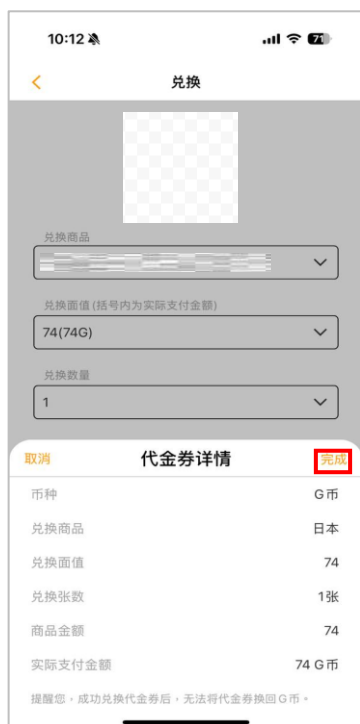 10:12
71
兑换
兑换商品
兑换面值(括号内为实际支付金额)
74(74G)
兑换数量
1
取消 代金券详情 完成
币种 G币
兑换商品 日本
兑换面值 74
兑换张数 1张
商品金额 74
实际支付金额 74 G币
提醒您，成功兑换代金券后，无法将代金券换回G币。